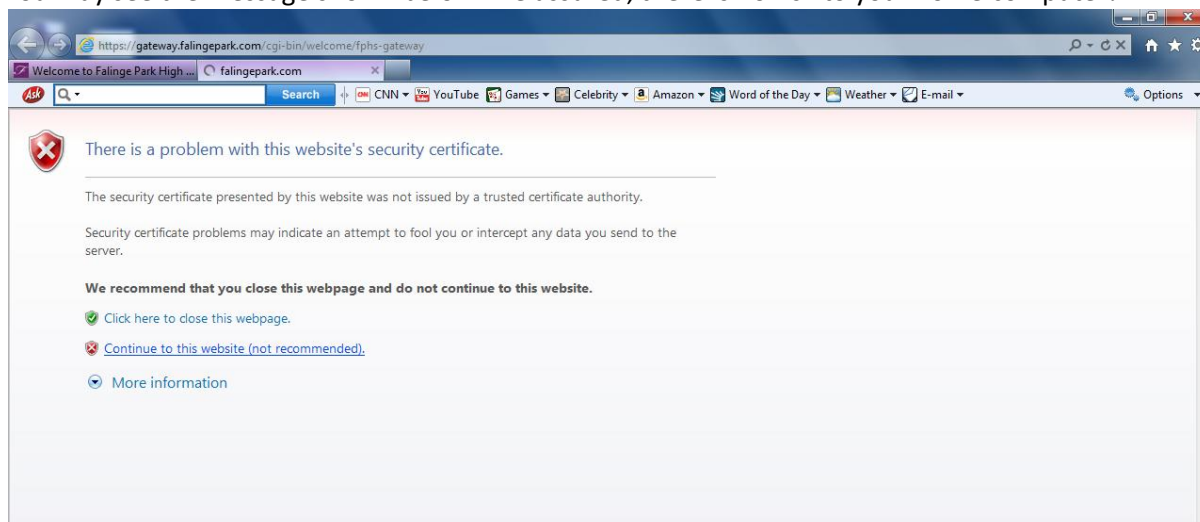 https://gateway.falingepark.com/cgi-bin/welcome/fphs-gateway
Welcome to Falinge Park High ... falingepark.com
Ask Search CNN YouTube Games Celebrity Amazon Word of the Day Weather E-mail Options
There is a problem with this website's security certificate.
The security certificate presented by this website was not issued by a trusted certificate authority.
Security certificate problems may indicate an attempt to fool you or intercept any data you send to the
server.
We recommend that you close this webpage and do not continue to this website.
Click here to close this webpage.
Continue to this website (not recommended).
More information